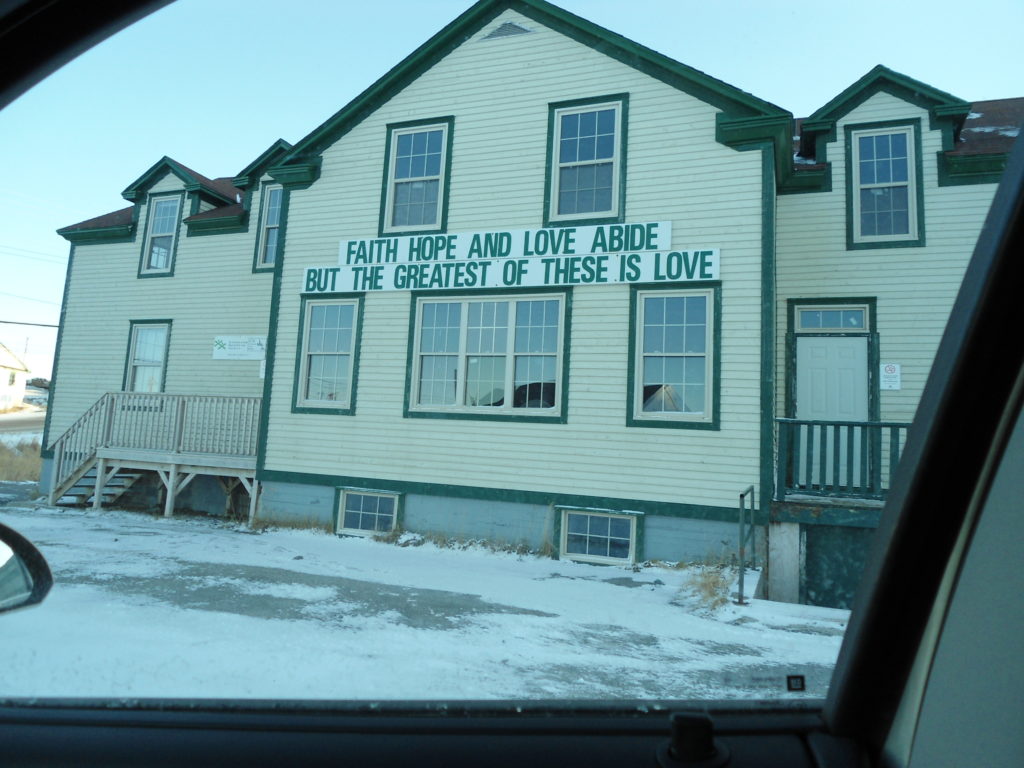 FAITH HOPE AND LOVE ABIDE
BUT THE GREATEST OF THESE IS LOVE